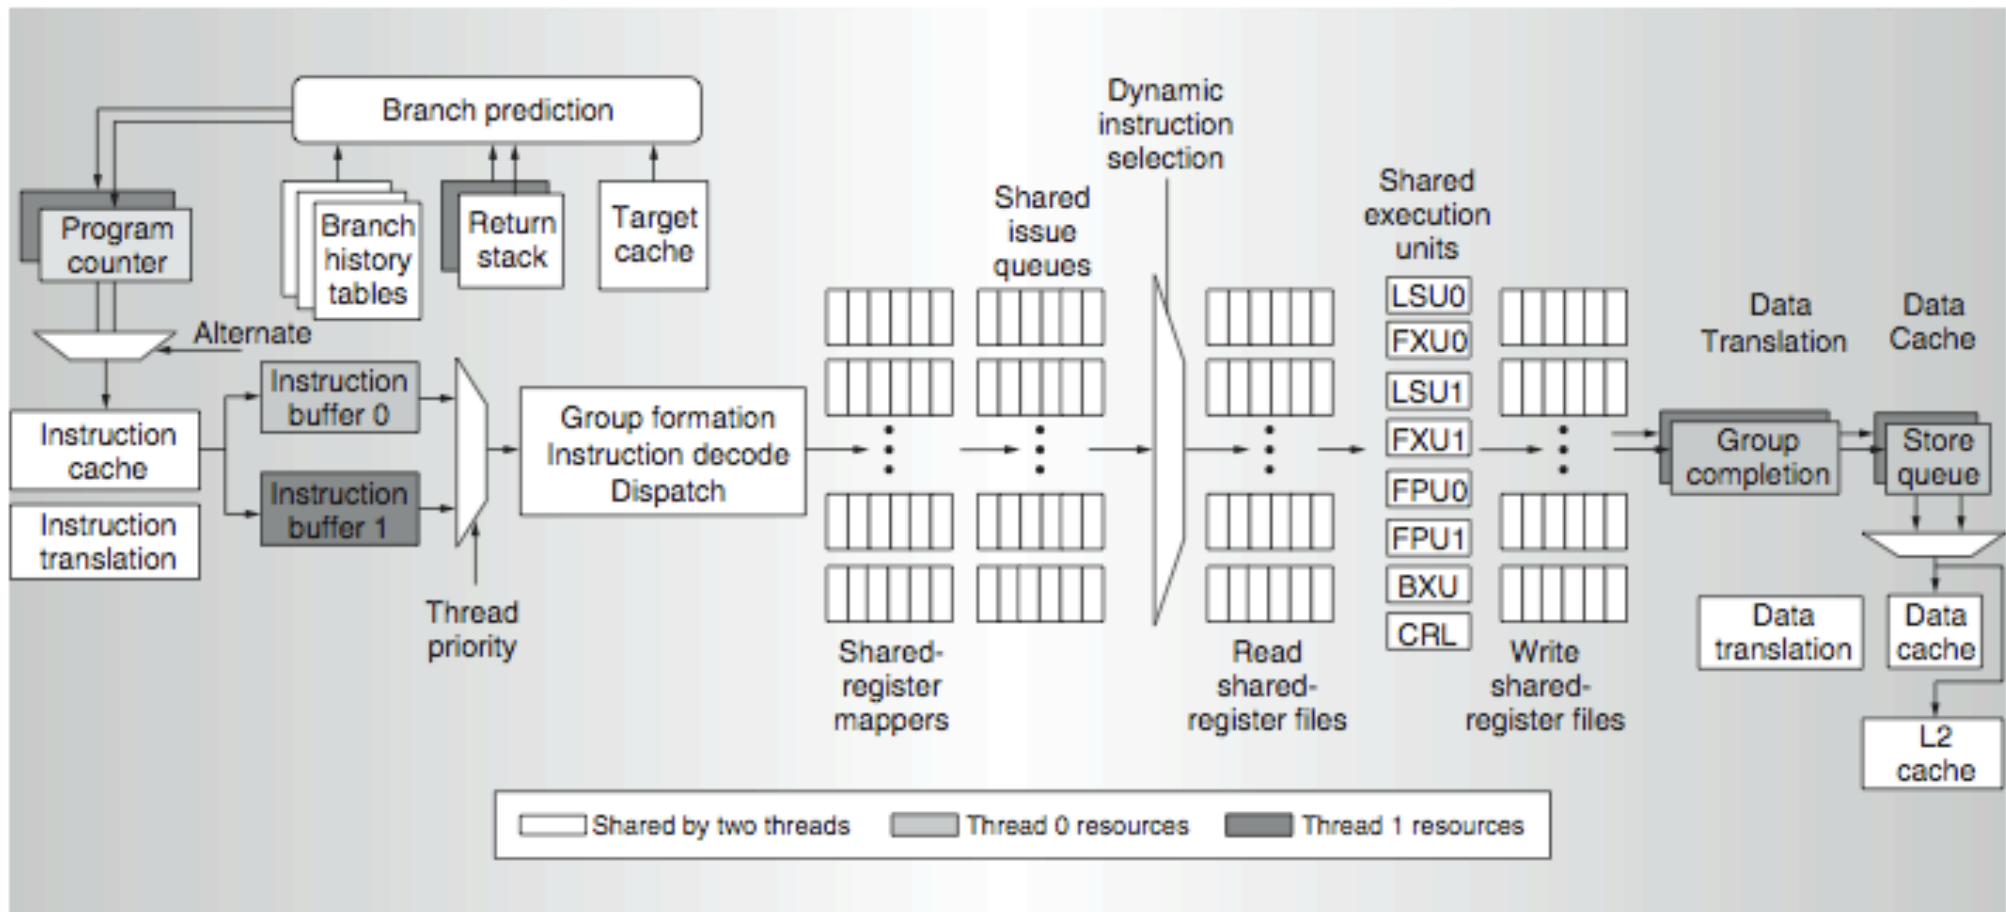 Branch prediction
Program
counter
Branch
history
tables
Return
stack
Target
cache
Alternate
Instruction
cache
Instruction
translation
Instruction
buffer 0
Instruction
buffer 1
Thread
priority
Group formation
Instruction decode
Dispatch
Shared-
register
mappers
Shared
issue
queues
Dynamic
instruction
selection
Read
shared-
register files
Shared
execution
units
LSU0
FXU0
LSU1
FXU1
FPU0
FPU1
BXU
CRL
Write
shared-
register files
Data
Translation
Data
Cache
Group
completion
Store
queue
Data
translation
Data
cache
L2
cache
Shared by two threads
Thread 0 resources
Thread 1 resources